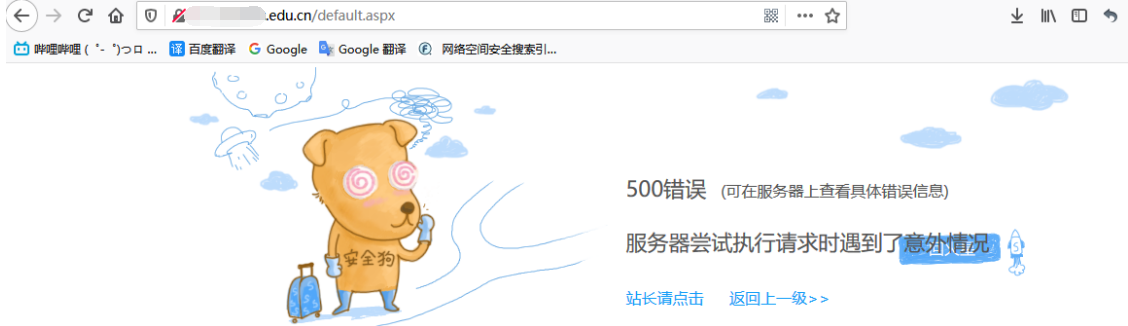 .edu.cn/default.aspx
哔哩哔哩 ( ゜- ゜)つロ ... 译 百度翻译 G Google Google 翻译 网络空间安全搜索引...
500错误 (可在服务器上查看具体错误信息)
服务器尝试执行请求时遇到了意外情况
安全狗
S
站长请点击 返回上一级>>